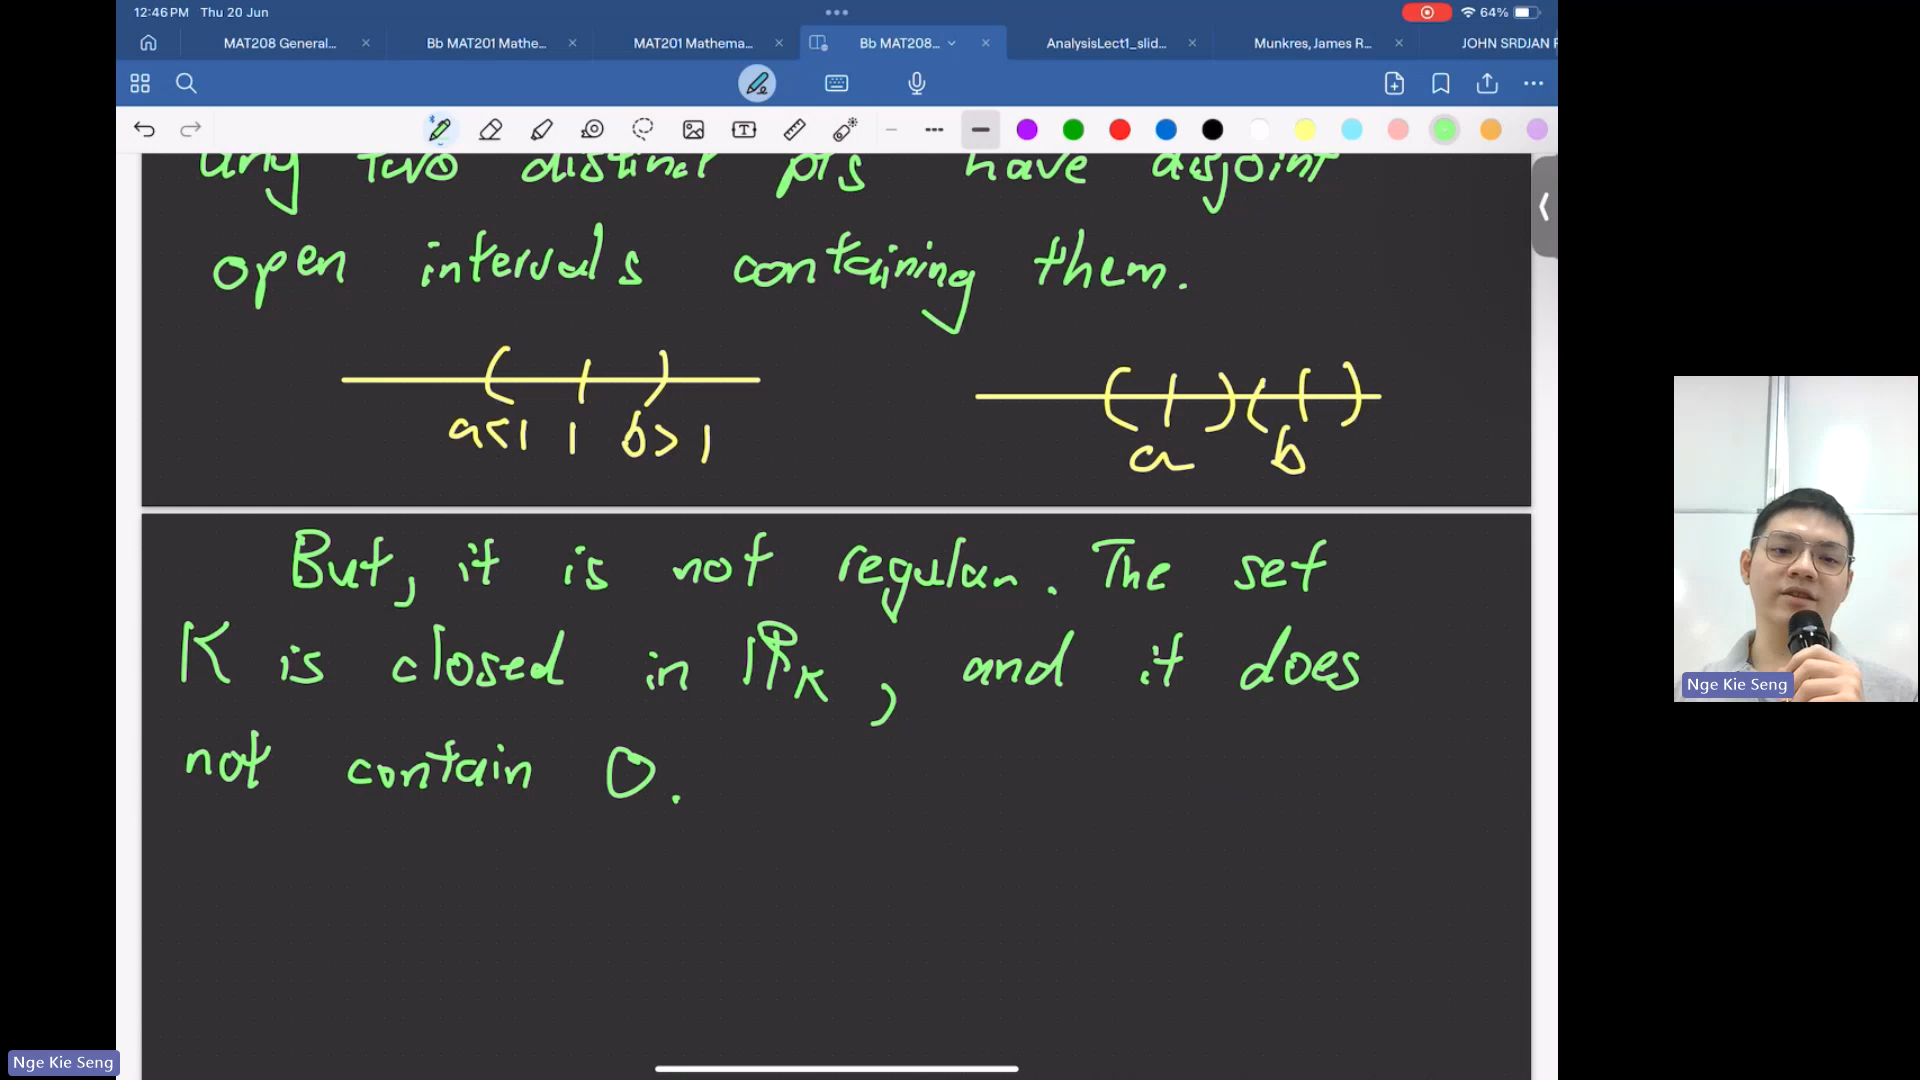 12:46 PM Thu 20 Jun
64%
MAT208 General...
Bb MAT201 Mathe...
MAT201 Mathema...
Bb MAT208...
AnalysisLect1_slid...
Munkres, James R...
JOHN SRDJAN
any two distinct pts have disjoint
open intervals containing them.
a<1 1 b>1
a b
But, it is not regular. The set
K is closed in ℝ_K, and it does
not contain 0.
Nge Kie Seng
Nge Kie Seng